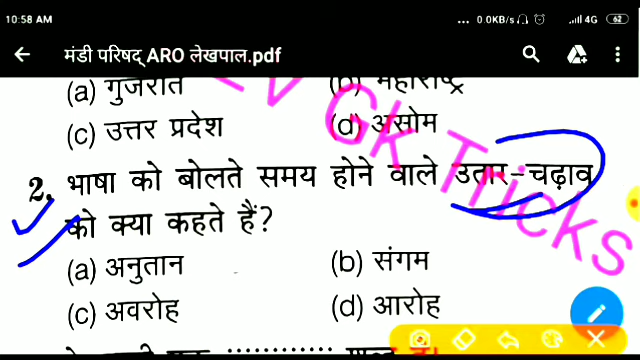 10:58 AM ... 0.0KB/s 4G 62
मंडी परिषद् ARO लेखपाल.pdf
(a) गुजरात (b) महाराष्ट्र
(c) उत्तर प्रदेश (d) असोम
2. भाषा को बोलते समय होने वाले उतार-चढ़ाव
को क्या कहते हैं?
(a) अनुतान (b) संगम
(c) अवरोह (d) आरोह
GK Tricks